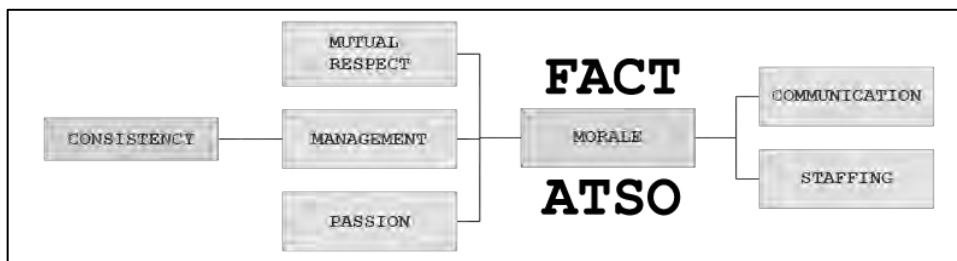 CONSISTENCY
MUTUAL
RESPECT
MANAGEMENT
PASSION
FACT
MORALE
ATSO
COMMUNICATION
STAFFING